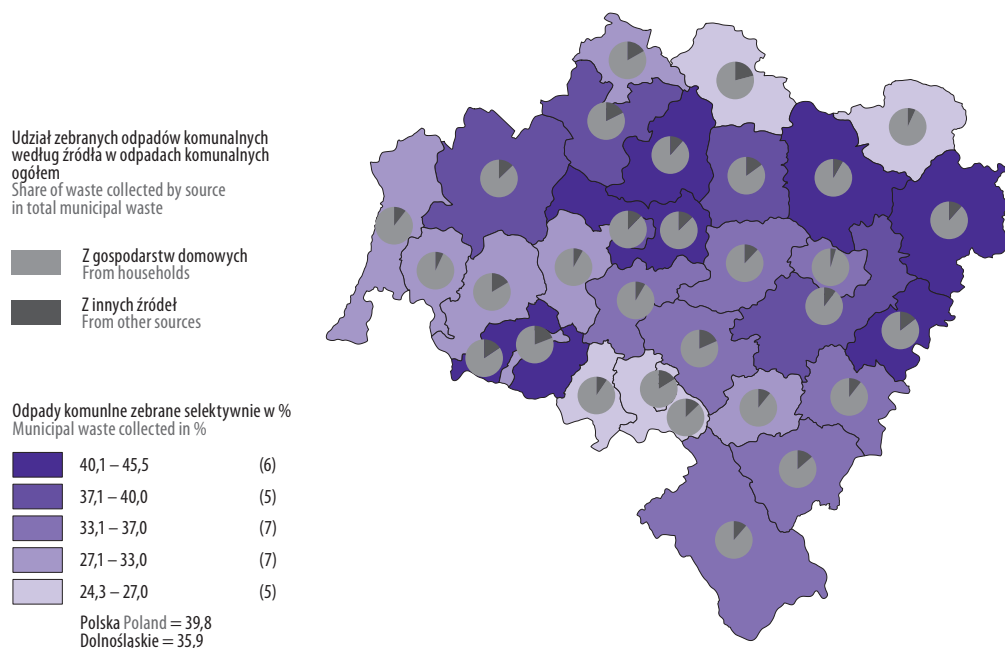 Udział zebranych odpadów komunalnych
według źródła w odpadach komunalnych
ogółem
Share of waste collected by source
in total municipal waste
Z gospodarstw domowych
From households
Z innych źródeł
From other sources
Odpady komunlne zebrane selektywnie w %
Municipal waste collected in %
40,1 – 45,5 (6)
37,1 – 40,0 (5)
33,1 – 37,0 (7)
27,1 – 33,0 (7)
24,3 – 27,0 (5)
Polska Poland = 39,8
Dolnośląskie = 35,9